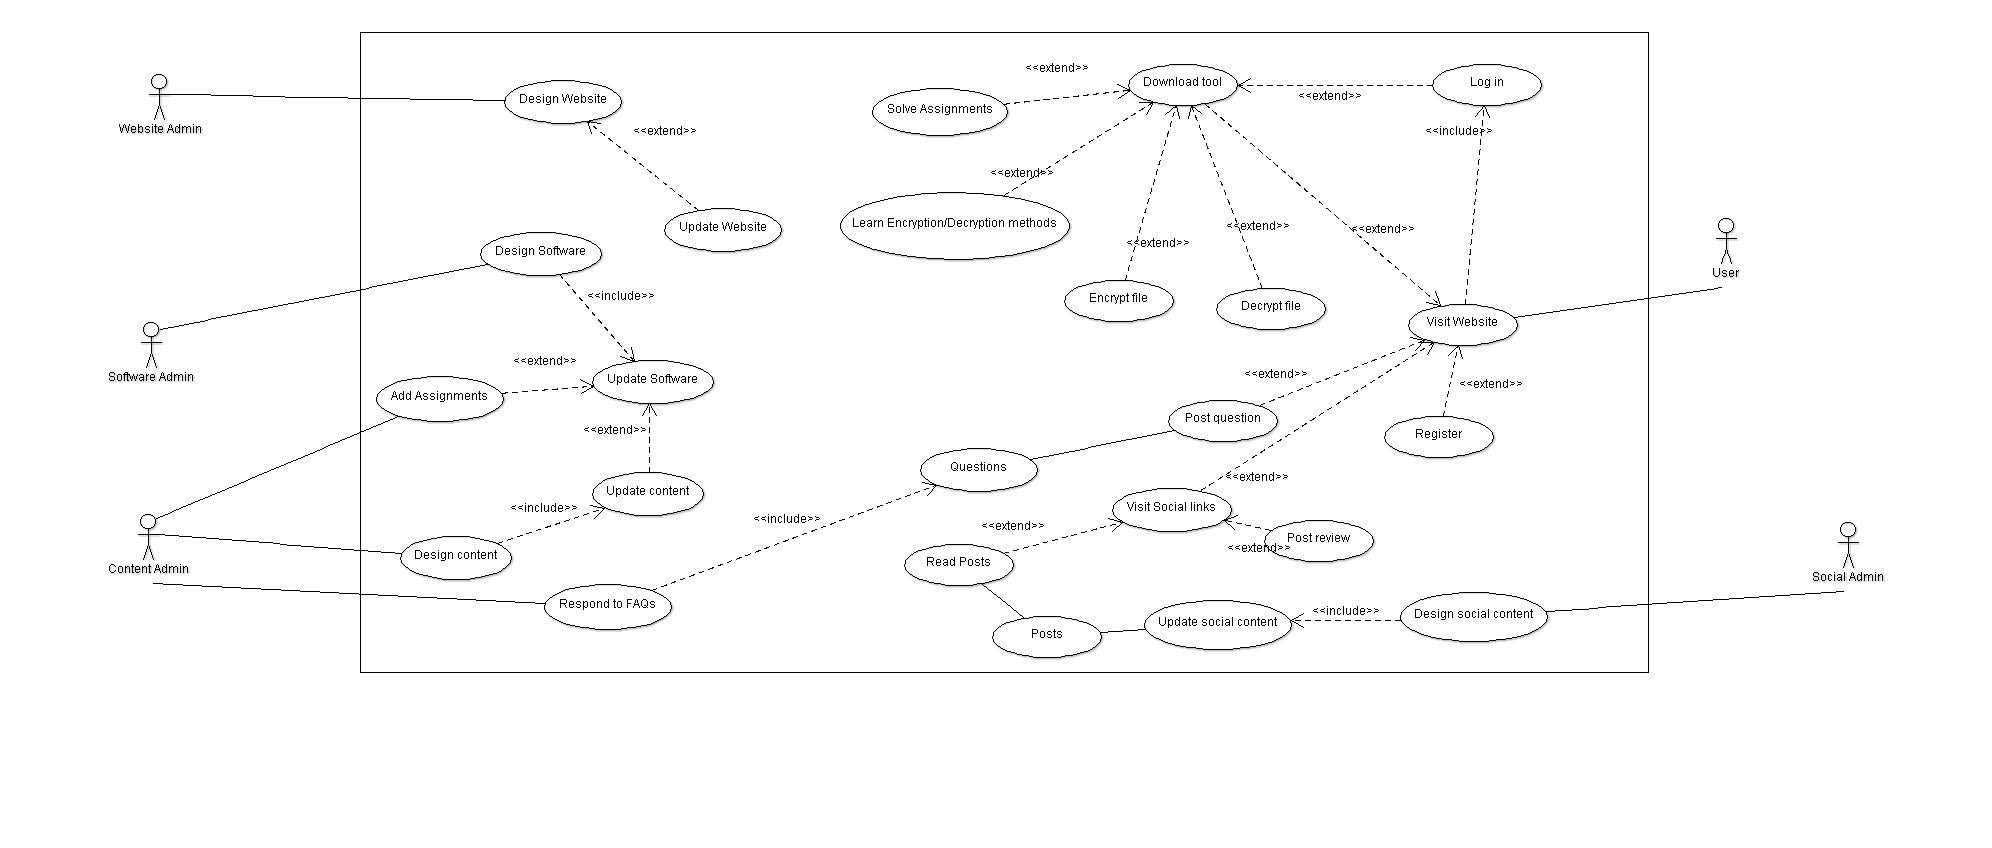 <<extend>>
Download tool
Log in
Website Admin
Design Website
<<extend>>
Solve Assignments
<<extend>>
<<include>>
<<extend>>
Update Website
Learn Encryption/Decryption methods
<<extend>>
<<extend>>
<<extend>>
User
Design Software
<<include>>
Encrypt file
Decrypt file
Visit Website
Software Admin
<<extend>>
Update Software
Add Assignments
<<extend>>
<<extend>>
<<extend>>
Post question
Register
Questions
<<extend>>
Update content
<<include>>
<<include>>
Visit Social links
<<extend>>
Post review
<<extend>>
Design content
Content Admin
Read Posts
Social Admin
Respond to FAQs
Posts
Update social content
<<include>>
Design social content